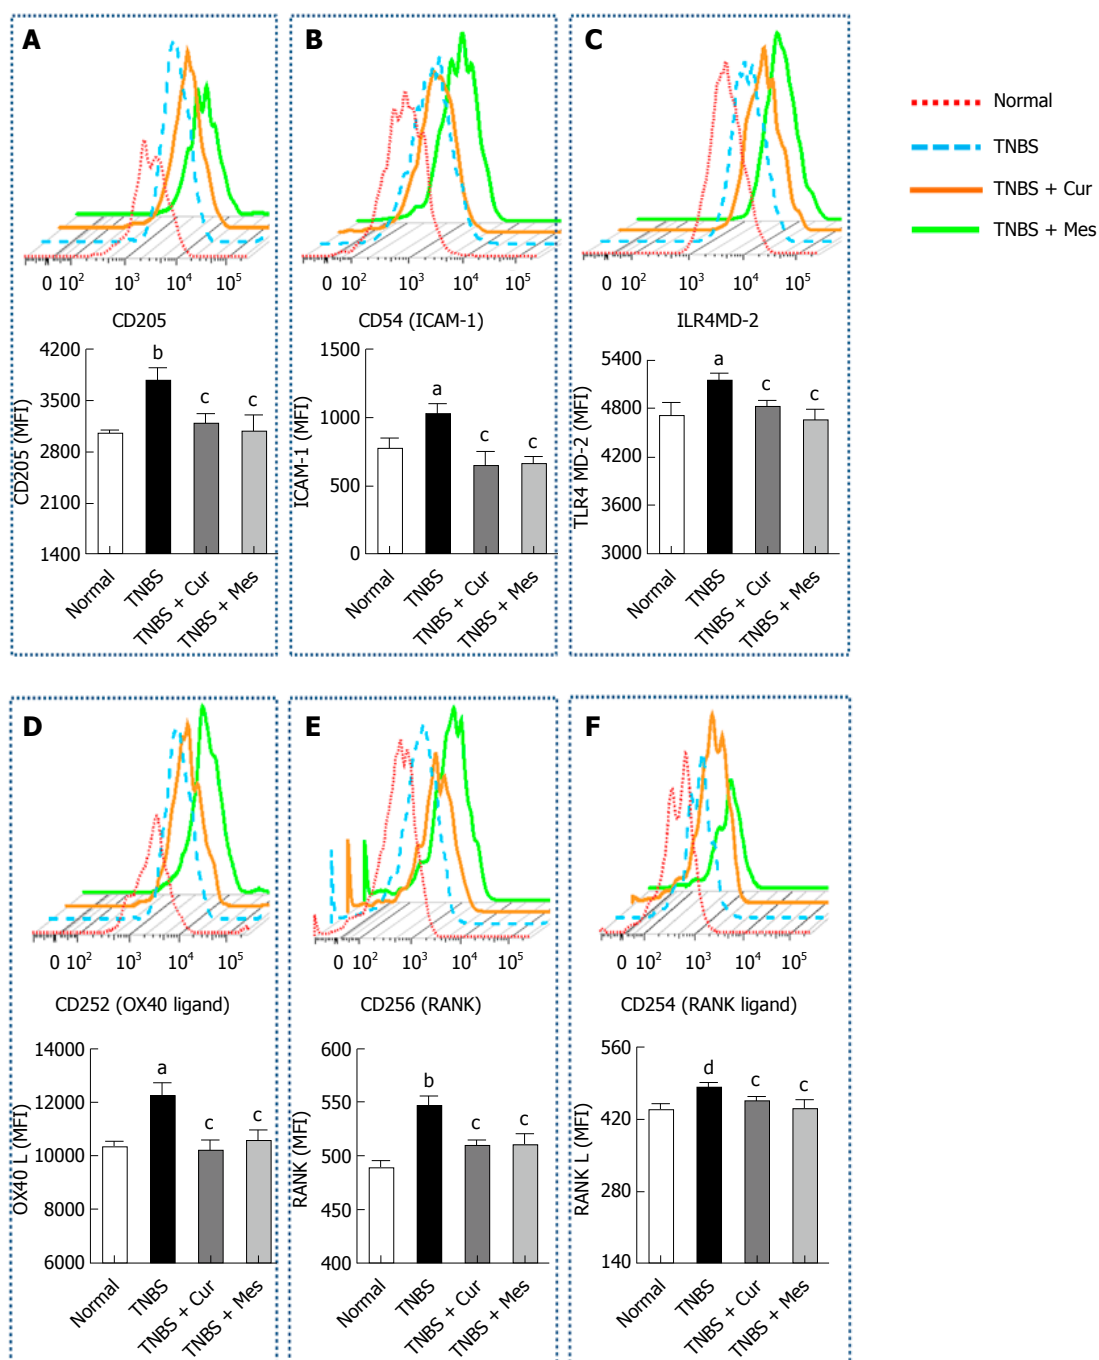 A
B
C
Normal
TNBS
TNBS + Cur
TNBS + Mes
0 10² 10³ 10⁴ 10⁵
0 10² 10³ 10⁴ 10⁵
0 10² 10³ 10⁴ 10⁵
CD205
CD54 (ICAM-1)
ILR4MD-2
CD205 (MFI)
4200
3500
2800
2100
1400
b
c
c
Normal
TNBS
TNBS + Cur
TNBS + Mes
ICAM-1 (MFI)
1500
1000
500
0
a
c
c
Normal
TNBS
TNBS + Cur
TNBS + Mes
TLR4 MD-2 (MFI)
5400
4800
4200
3600
3000
a
c
c
Normal
TNBS
TNBS + Cur
TNBS + Mes
D
E
F
0 10² 10³ 10⁴ 10⁵
0 10² 10³ 10⁴ 10⁵
0 10² 10³ 10⁴ 10⁵
CD252 (OX40 ligand)
CD256 (RANK)
CD254 (RANK ligand)
OX40 L (MFI)
14000
12000
10000
8000
6000
a
c
c
Normal
TNBS
TNBS + Cur
TNBS + Mes
RANK (MFI)
600
550
500
450
400
b
c
c
Normal
TNBS
TNBS + Cur
TNBS + Mes
RANK L (MFI)
560
420
280
140
d
c
c
Normal
TNBS
TNBS + Cur
TNBS + Mes